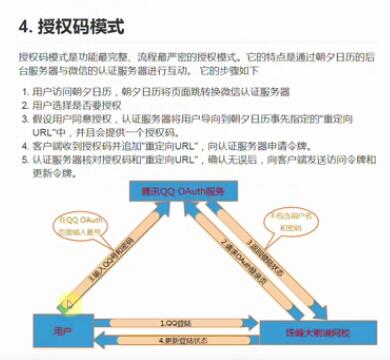 4. 授权码模式
授权码模式是功能最完整、流程最严密的授权模式。它的特点是通过朝夕日历的后
台服务器与微信的认证服务器进行互动。 它的步骤如下
1. 用户访问朝夕日历，朝夕日将页面跳转换微信认证服务器
2. 用户选择是否要授权
3. 假设用户同意授权，认证服务器将用户导向到朝夕日历事先指定的"重定向
URL"中，并且会提供一个授权码。
4. 客户端收到授权码并追加"重定向URL"，向认证服务器申请令牌。
5. 认证服务器核对授权码和"重定向URL"，确认无误后，向客户端发送访问令牌和
更新令牌。
腾讯QQ OAuth服务
在QQ OAuth
页面输入账号
不包含用户名
和密码
3.输入QQ号和密码
2.请求OAuth登录页
3.返回登陆状态
用户
1.QQ登陆
4.更新登陆状态
珠峰大前端网校